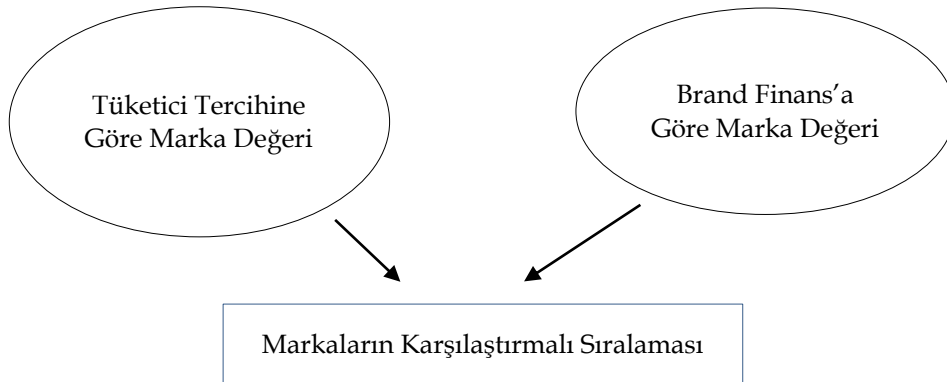 Tüketici Tercihine
Göre Marka Değeri
Brand Finans’a
Göre Marka Değeri
Markaların Karşılaştırmalı Sıralaması